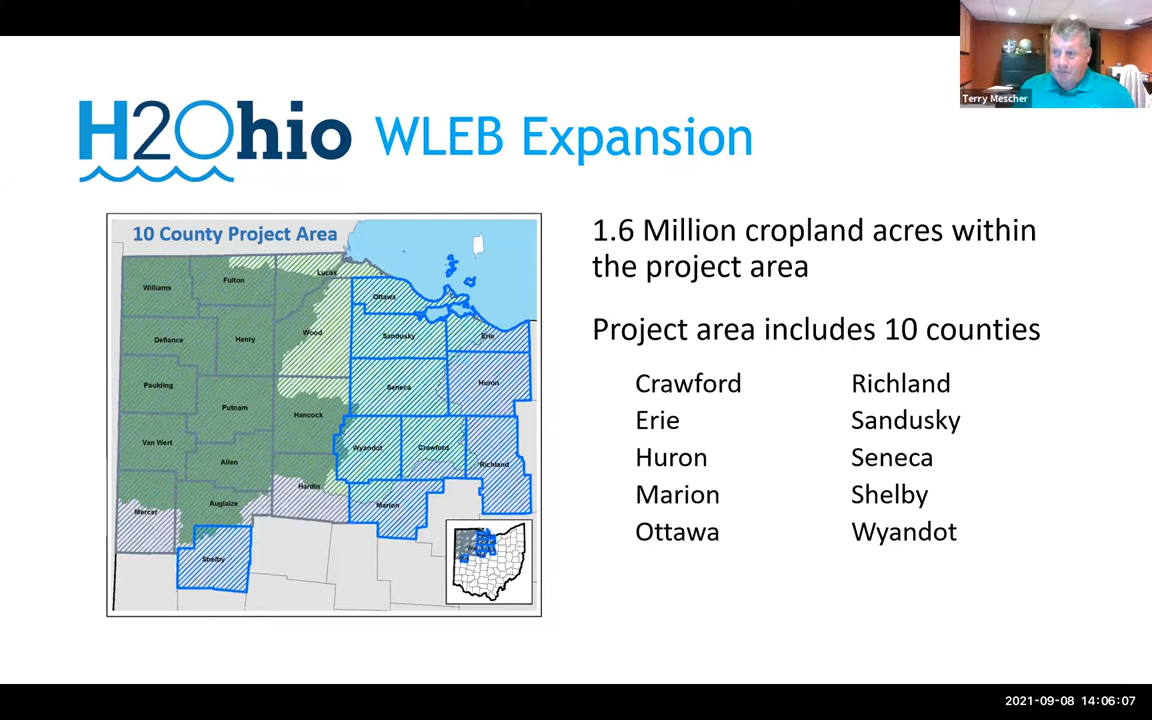 Terry Mescher
H2Ohio WLEB Expansion
10 County Project Area
Williams
Fulton
Lucas
Ottawa
Defiance
Henry
Wood
Sandusky
Erie
Paulding
Putnam
Hancock
Seneca
Huron
Van Wert
Allen
Wyandot
Crawford
Richland
Mercer
Auglaize
Hardin
Marion
Shelby
1.6 Million cropland acres within
the project area
Project area includes 10 counties
Crawford
Erie
Huron
Marion
Ottawa
Richland
Sandusky
Seneca
Shelby
Wyandot
2021-09-08 14:06:07